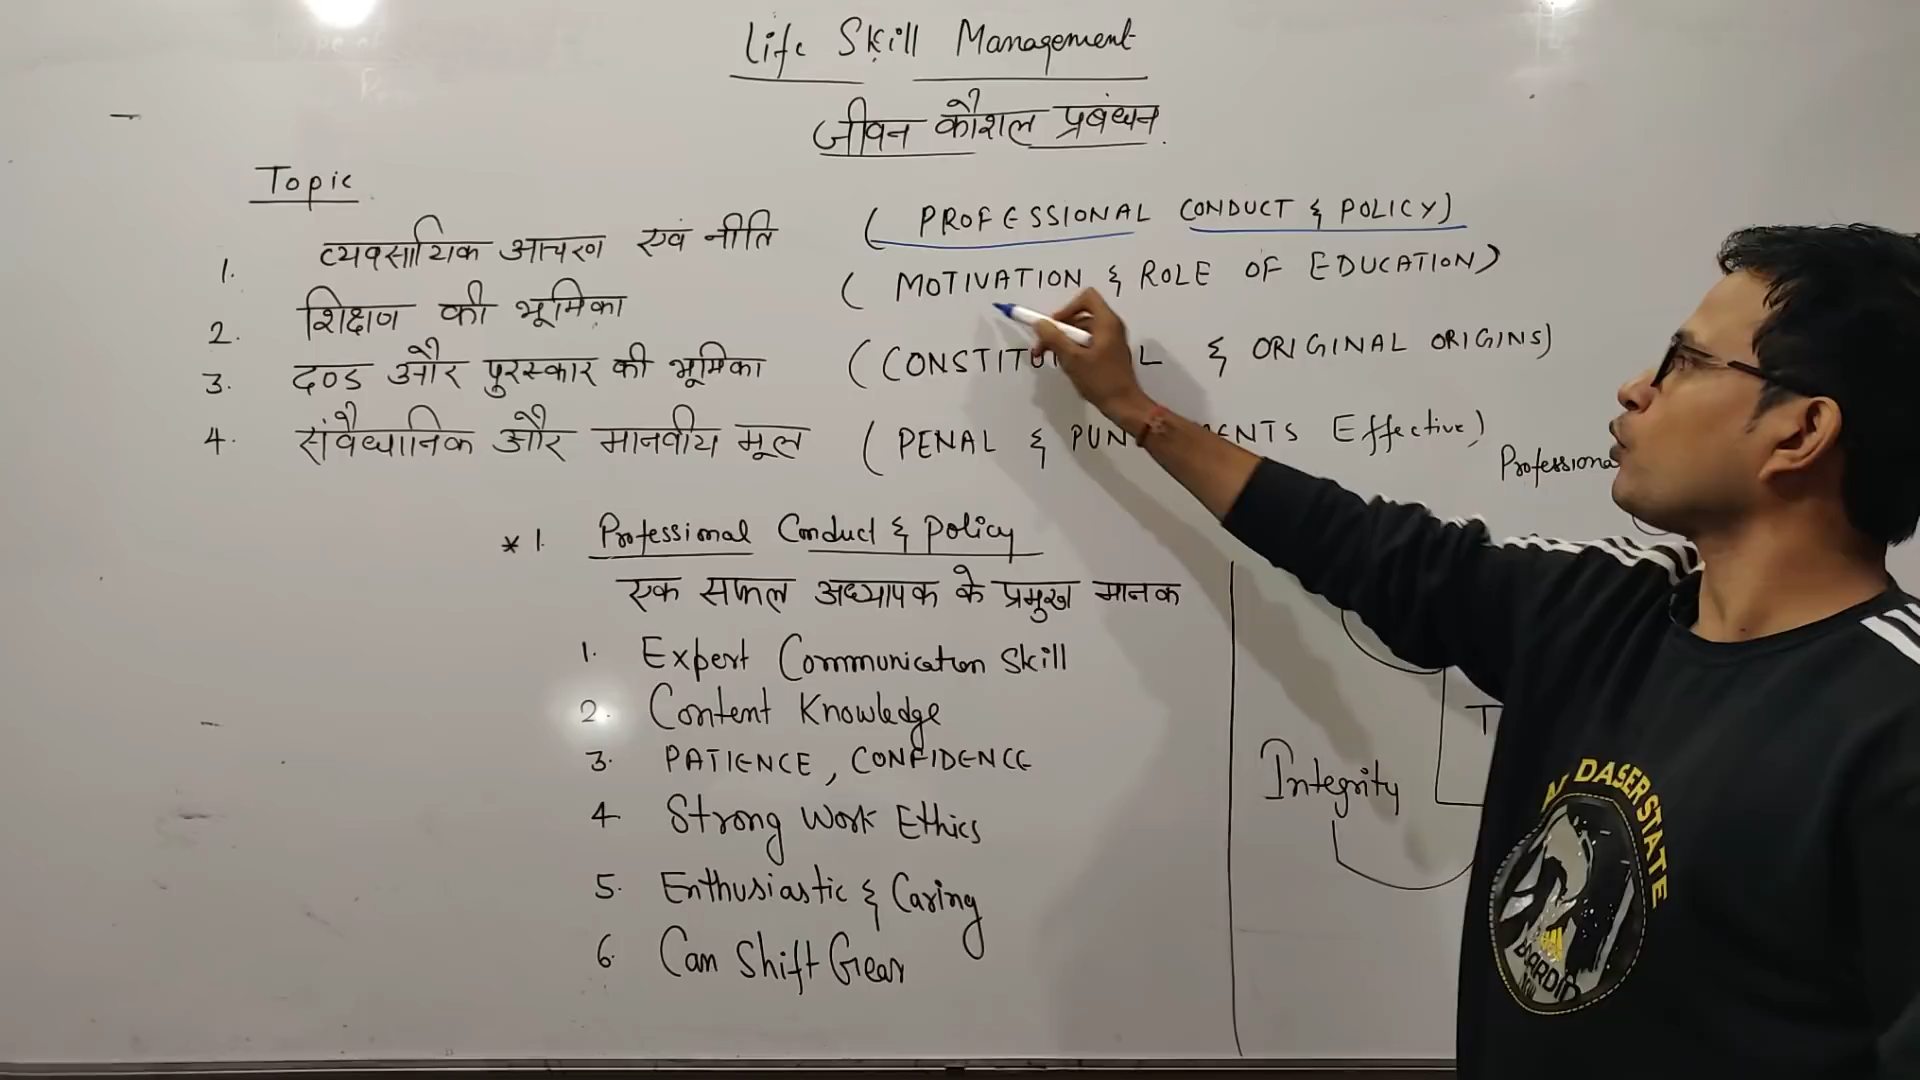 Life Skill Management
जीवन कौशल प्रबंधन.
Topic
1. व्यवसायिक आचरण एवं नीति ( PROFESSIONAL CONDUCT & POLICY)
2. शिक्षण की भूमिका ( MOTIVATION & ROLE OF EDUCATION)
3. दण्ड और पुरस्कार की भूमिका ( & ORIGINAL ORIGINS)
4. संवैधानिक और मानवीय मूल ( PENAL & Effective)
* 1. Professional Conduct & Policy
एक सफल अध्यापक के प्रमुख मानक
1. Expert Communication Skill
2. Content Knowledge
3. PATIENCE, CONFIDENCE
4 Strong Work Ethics
5. Enthusiastic & Caring
6. Can Shift Gear
Professiona
Integrity
T
DASERSTATE